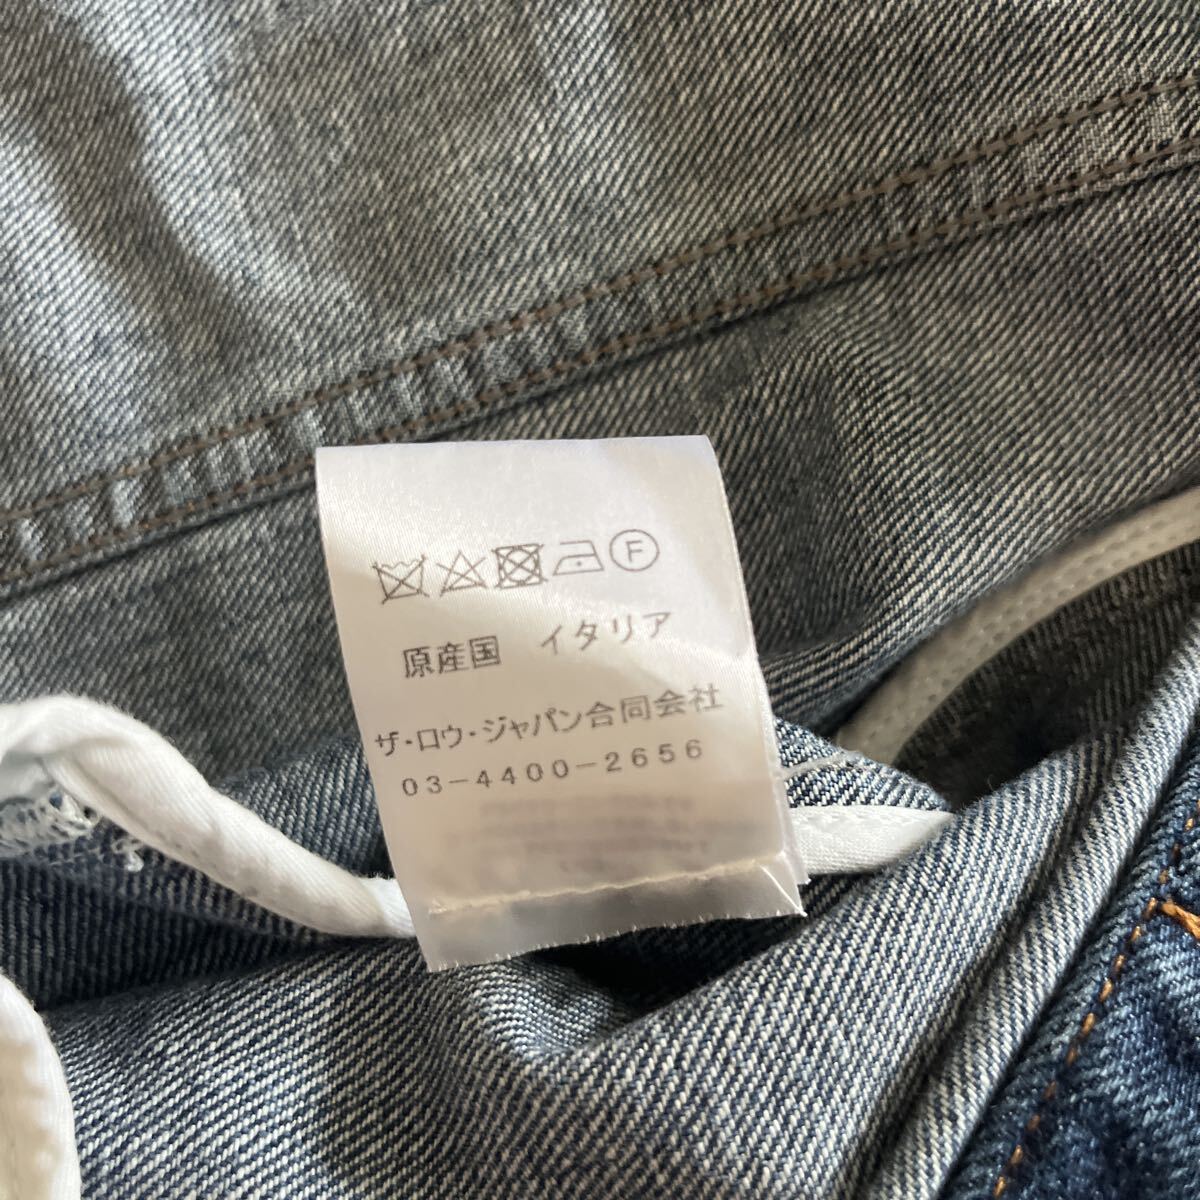 F
原産国 イタリア
ザ・ロウ・ジャパン合同会社
03-4400-2656